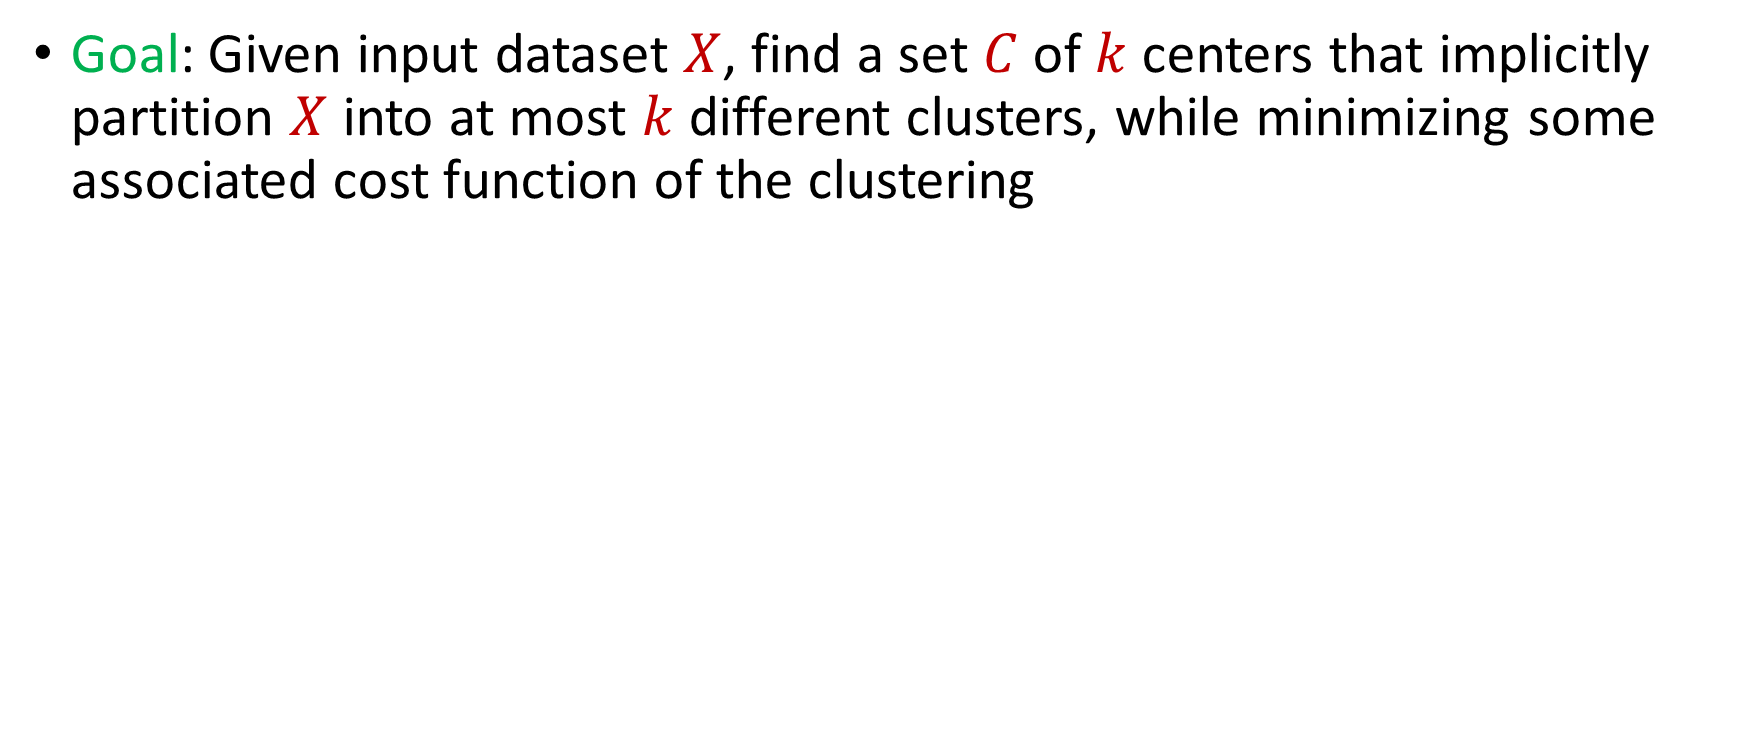 • Goal: Given input dataset X, find a set C of k centers that implicitly
partition X into at most k different clusters, while minimizing some
associated cost function of the clustering